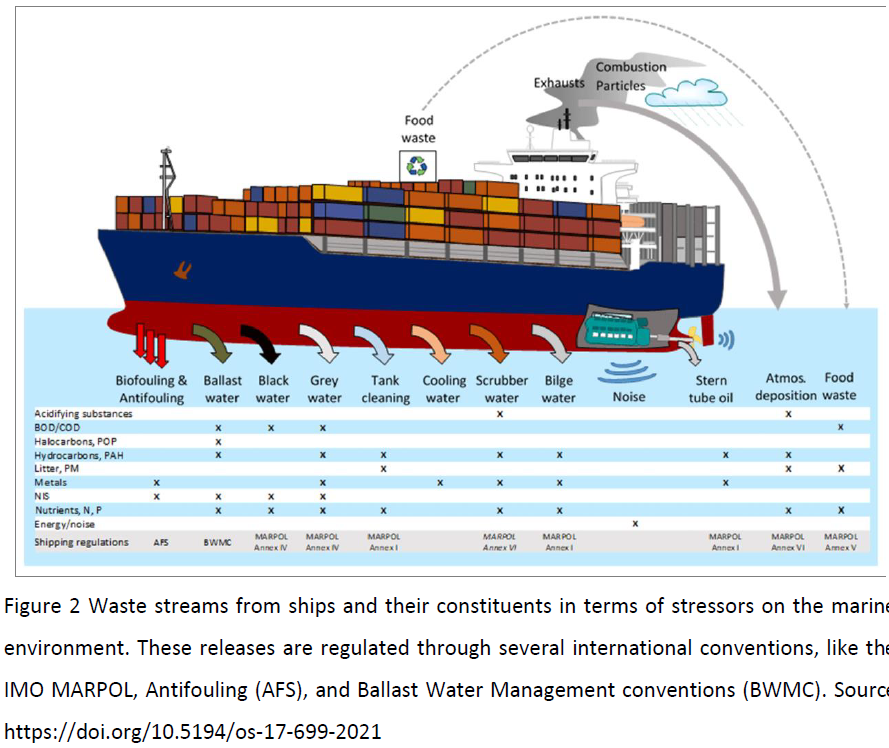 Combustion
Exhausts Particles
Food
waste
Biofouling & Ballast Black Grey Tank Cooling Scrubber Bilge Noise Stern Atmos. Food
Antifouling water water water cleaning water water water tube oil deposition waste
Acidifying substances x x
BOD/COD x x x x
Halocarbons, POP x
Hydrocarbons, PAH x x x x x x x
Litter, PM x x x
Metals x x x x x x
NIS x x x x
Nutrients, N, P x x x x x x x x
Energy/noise x
Shipping regulations AFS BWMC MARPOL Annex IV MARPOL Annex IV MARPOL Annex I MARPOL Annex VI MARPOL Annex I MARPOL Annex I MARPOL Annex VI MARPOL Annex V
Figure 2 Waste streams from ships and their constituents in terms of stressors on the marine
environment. These releases are regulated through several international conventions, like the
IMO MARPOL, Antifouling (AFS), and Ballast Water Management conventions (BWMC). Source
https://doi.org/10.5194/os-17-699-2021